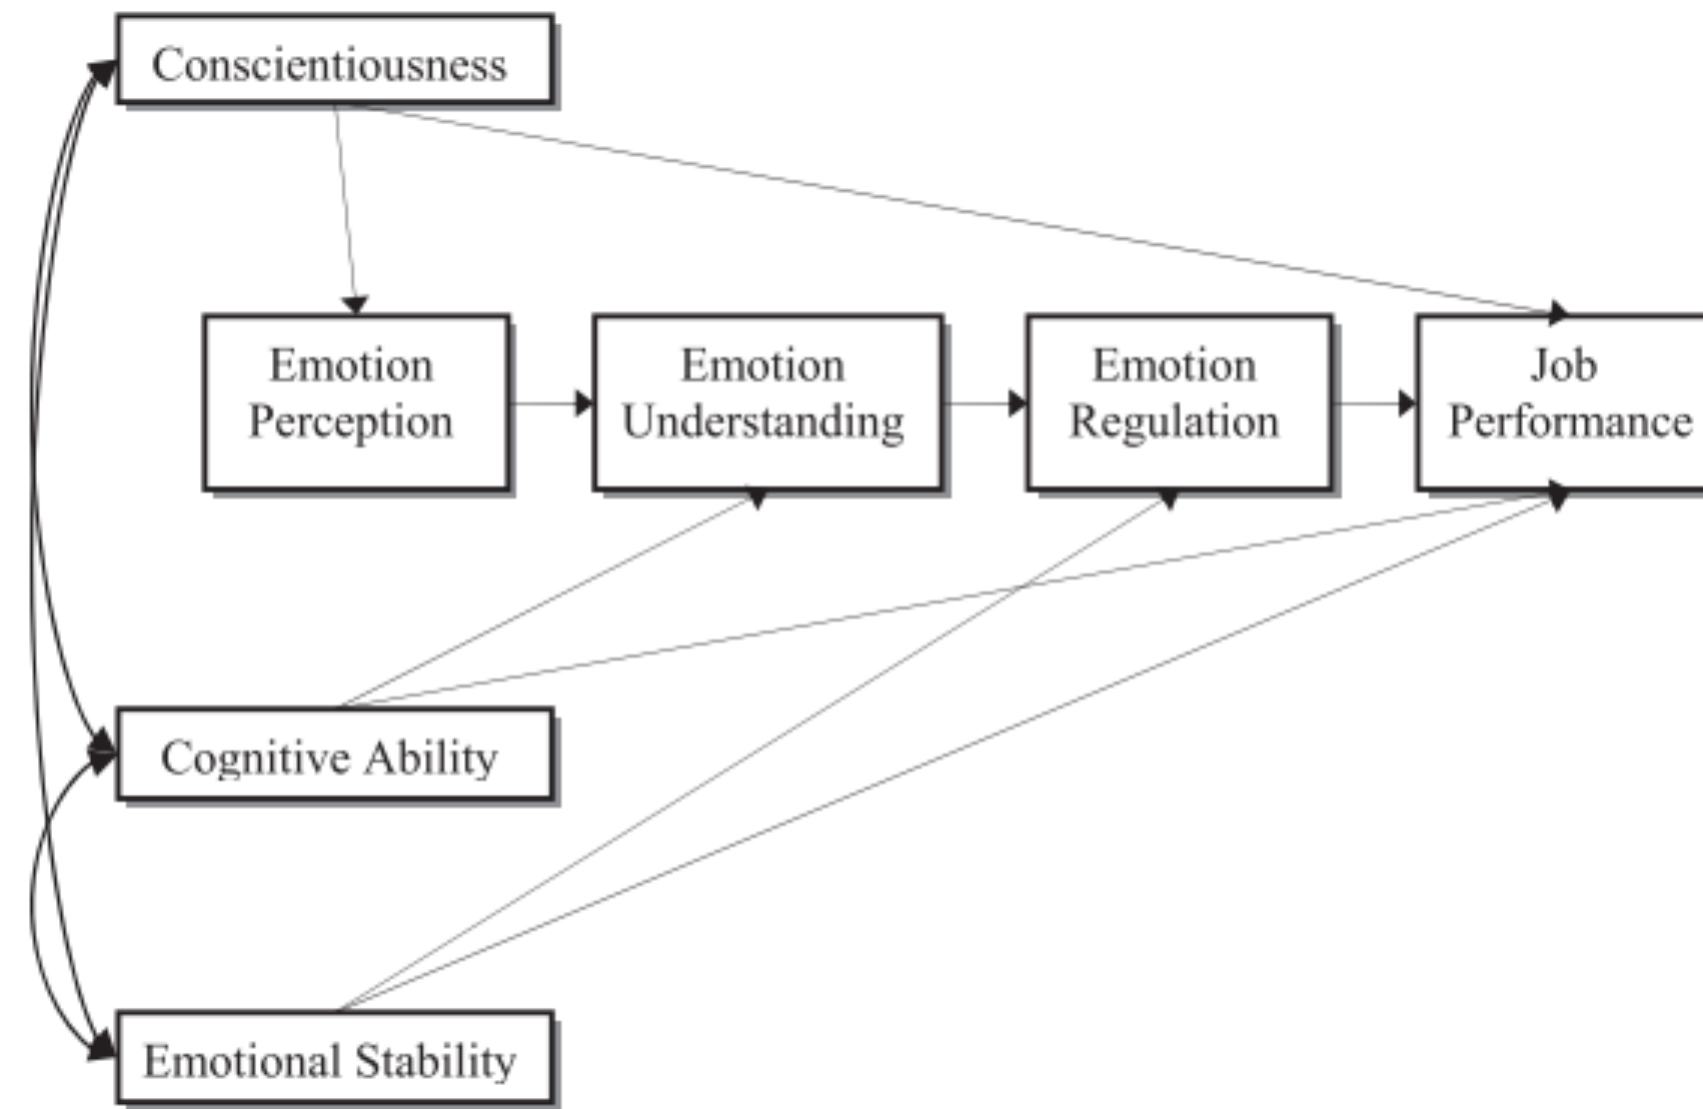 Conscientiousness
Emotion
Perception
Emotion
Understanding
Emotion
Regulation
Job
Performance
Cognitive Ability
Emotional Stability